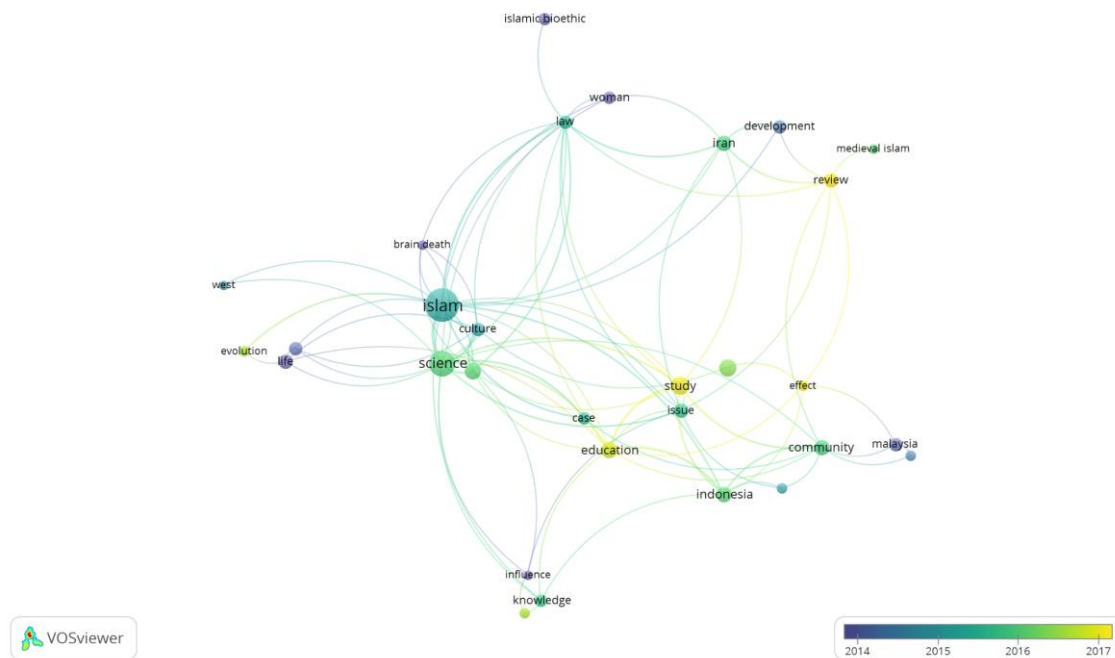 islamic bioethic
woman
law
development
iran
medieval islam
review
brain death
west
islam
culture
evolution
life
science
study
effect
issue
case
education
community
malaysia
indonesia
influence
knowledge
VOSviewer
2014 2015 2016 2017